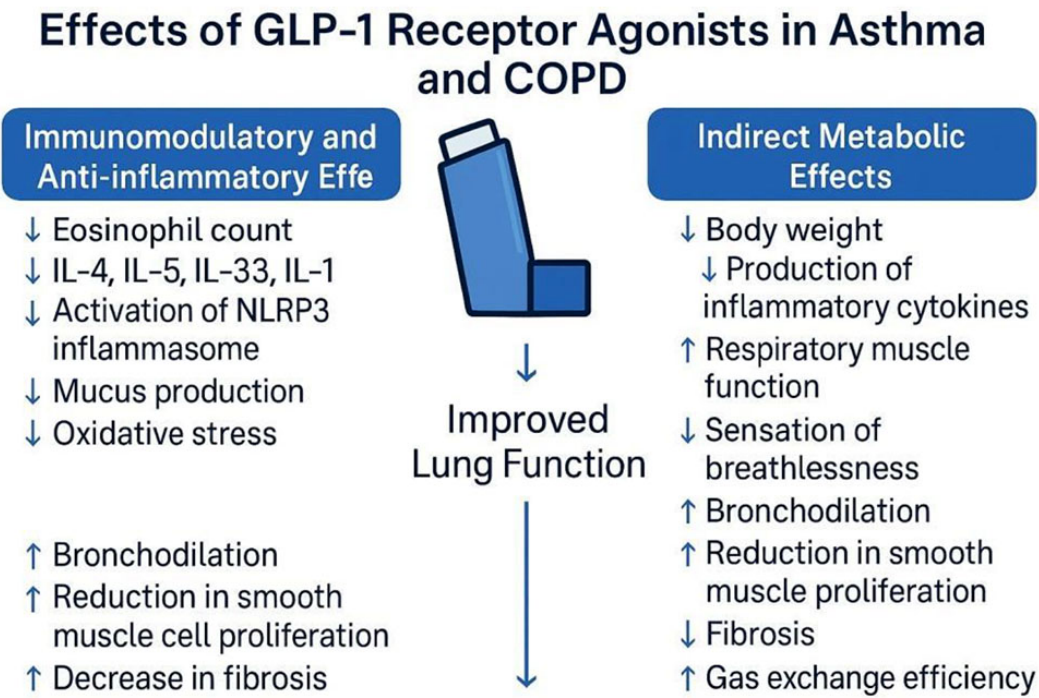 Effects of GLP-1 Receptor Agonists in Asthma
and COPD
Immunomodulatory and
Anti-inflammatory Effe
↓ Eosinophil count
↓ IL-4, IL-5, IL-33, IL-1
↓ Activation of NLRP3
inflammasome
↓ Mucus production
↓ Oxidative stress
↑ Bronchodilation
↑ Reduction in smooth
muscle cell proliferation
↑ Decrease in fibrosis
↓
Improved
Lung Function
Indirect Metabolic
Effects
↓ Body weight
↓ Production of
inflammatory cytokines
↑ Respiratory muscle
function
↓ Sensation of
breathlessness
↑ Bronchodilation
↑ Reduction in smooth
muscle proliferation
↓ Fibrosis
↑ Gas exchange efficiency